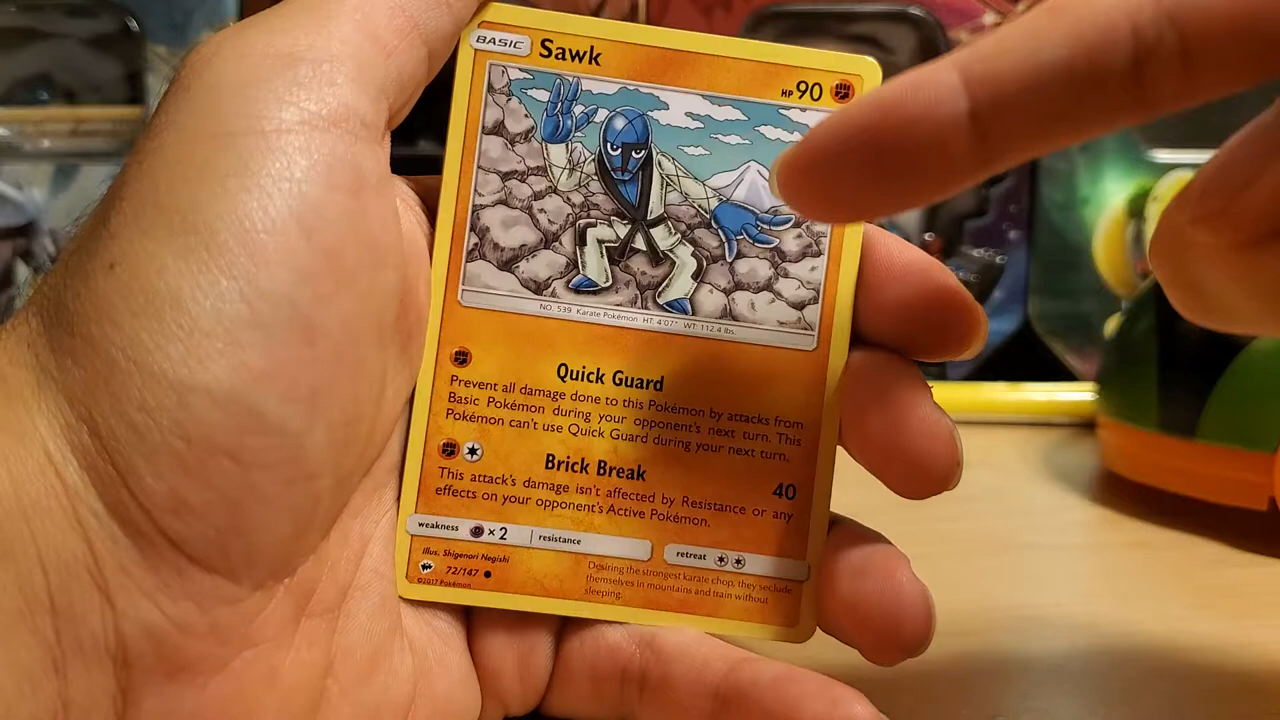 BASIC Sawk HP 90
NO. 539 Karate Pokémon HT: 4'07" WT: 112.4 lbs.
Quick Guard
Prevent all damage done to this Pokémon by attacks from
Basic Pokémon during your opponent's next turn. This
Pokémon can't use Quick Guard during your next turn.
Brick Break 40
This attack's damage isn't affected by Resistance or any
effects on your opponent's Active Pokémon.
weakness ×2 resistance retreat
Illus. Shigenori Negishi
72/147
©2017 Pokémon
Desiring the strongest karate chop, they seclude
themselves in mountains and train without
sleeping.